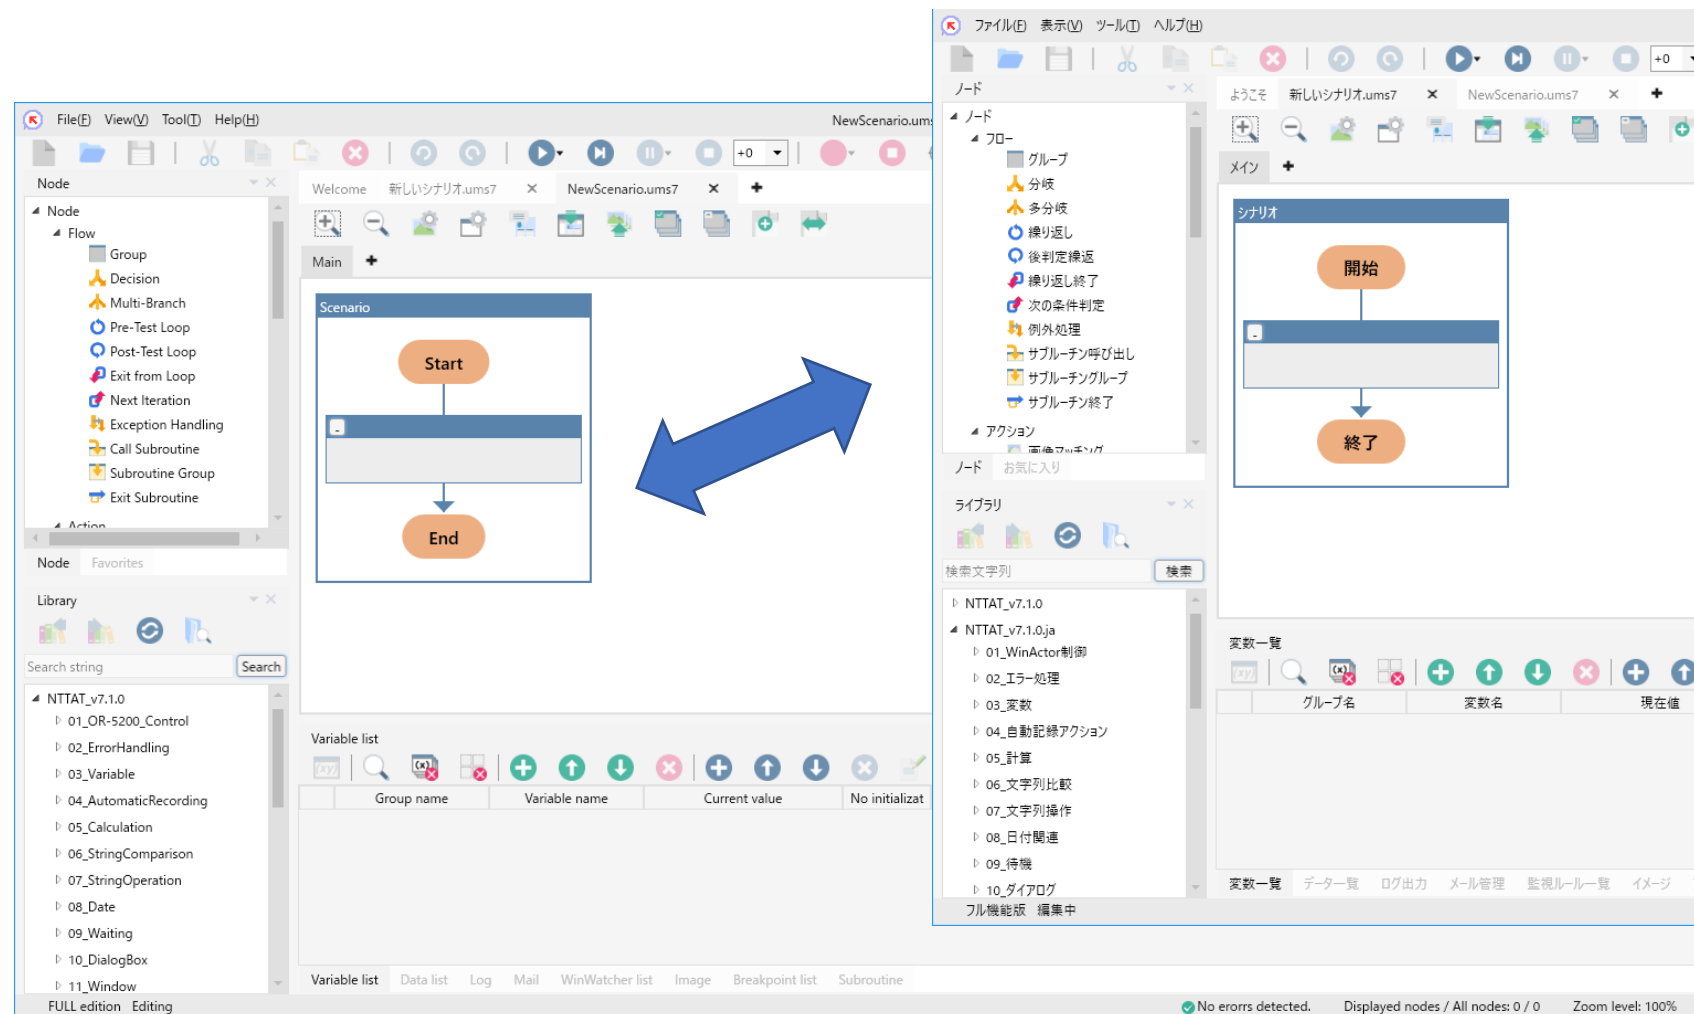 File(F) View(V) Tool(T) Help(H)
NewScenario.ums
+0
Node
Node
Flow
Group
Decision
Multi-Branch
Pre-Test Loop
Post-Test Loop
Exit from Loop
Next Iteration
Exception Handling
Call Subroutine
Subroutine Group
Exit Subroutine
Action
Node Favorites
Library
Search string Search
NTTAT_v7.1.0
01_OR-5200_Control
02_ErrorHandling
03_Variable
04_AutomaticRecording
05_Calculation
06_StringComparison
07_StringOperation
08_Date
09_Waiting
10_DialogBox
11_Window
Welcome 新しいシナリオ.ums7 NewScenario.ums7
Main
Scenario
Start
End
Variable list
Group name Variable name Current value No initializat
Variable list Data list Log Mail WinWatcher list Image Breakpoint list Subroutine
FULL edition Editing
No erorrs detected. Displayed nodes / All nodes: 0 / 0 Zoom level: 100%
ファイル(F) 表示(V) ツール(T) ヘルプ(H)
+0
ノード
ノード
フロー
グループ
分岐
多分岐
繰り返し
後判定繰返
繰り返し終了
次の条件判定
例外処理
サブルーチン呼び出し
サブルーチングループ
サブルーチン終了
アクション
画像マッチング
ノード お気に入り
ライブラリ
検索文字列 検索
NTTAT_v7.1.0
NTTAT_v7.1.0.ja
01_WinActor制御
02_エラー処理
03_変数
04_自動記録アクション
05_計算
06_文字列比較
07_文字列操作
08_日付関連
09_待機
10_ダイアログ
フル機能版 編集中
ようこそ 新しいシナリオ.ums7 NewScenario.ums7
メイン
シナリオ
開始
終了
変数一覧
グループ名 変数名 現在値
変数一覧 データ一覧 ログ出力 メール管理 監視ルール一覧 イメージ